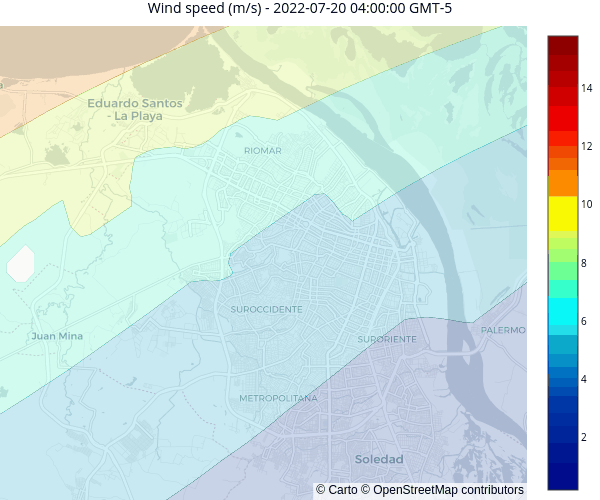 Wind speed (m/s) - 2022-07-20 04:00:00 GMT-5
Eduardo Santos
- La Playa
RIOMAR
SUROCCIDENTE
Juan Mina
SURORIENTE
PALERMO
METROPOLITANA
Soledad
© Carto © OpenStreetMap contributors
14
12
10
8
6
4
2